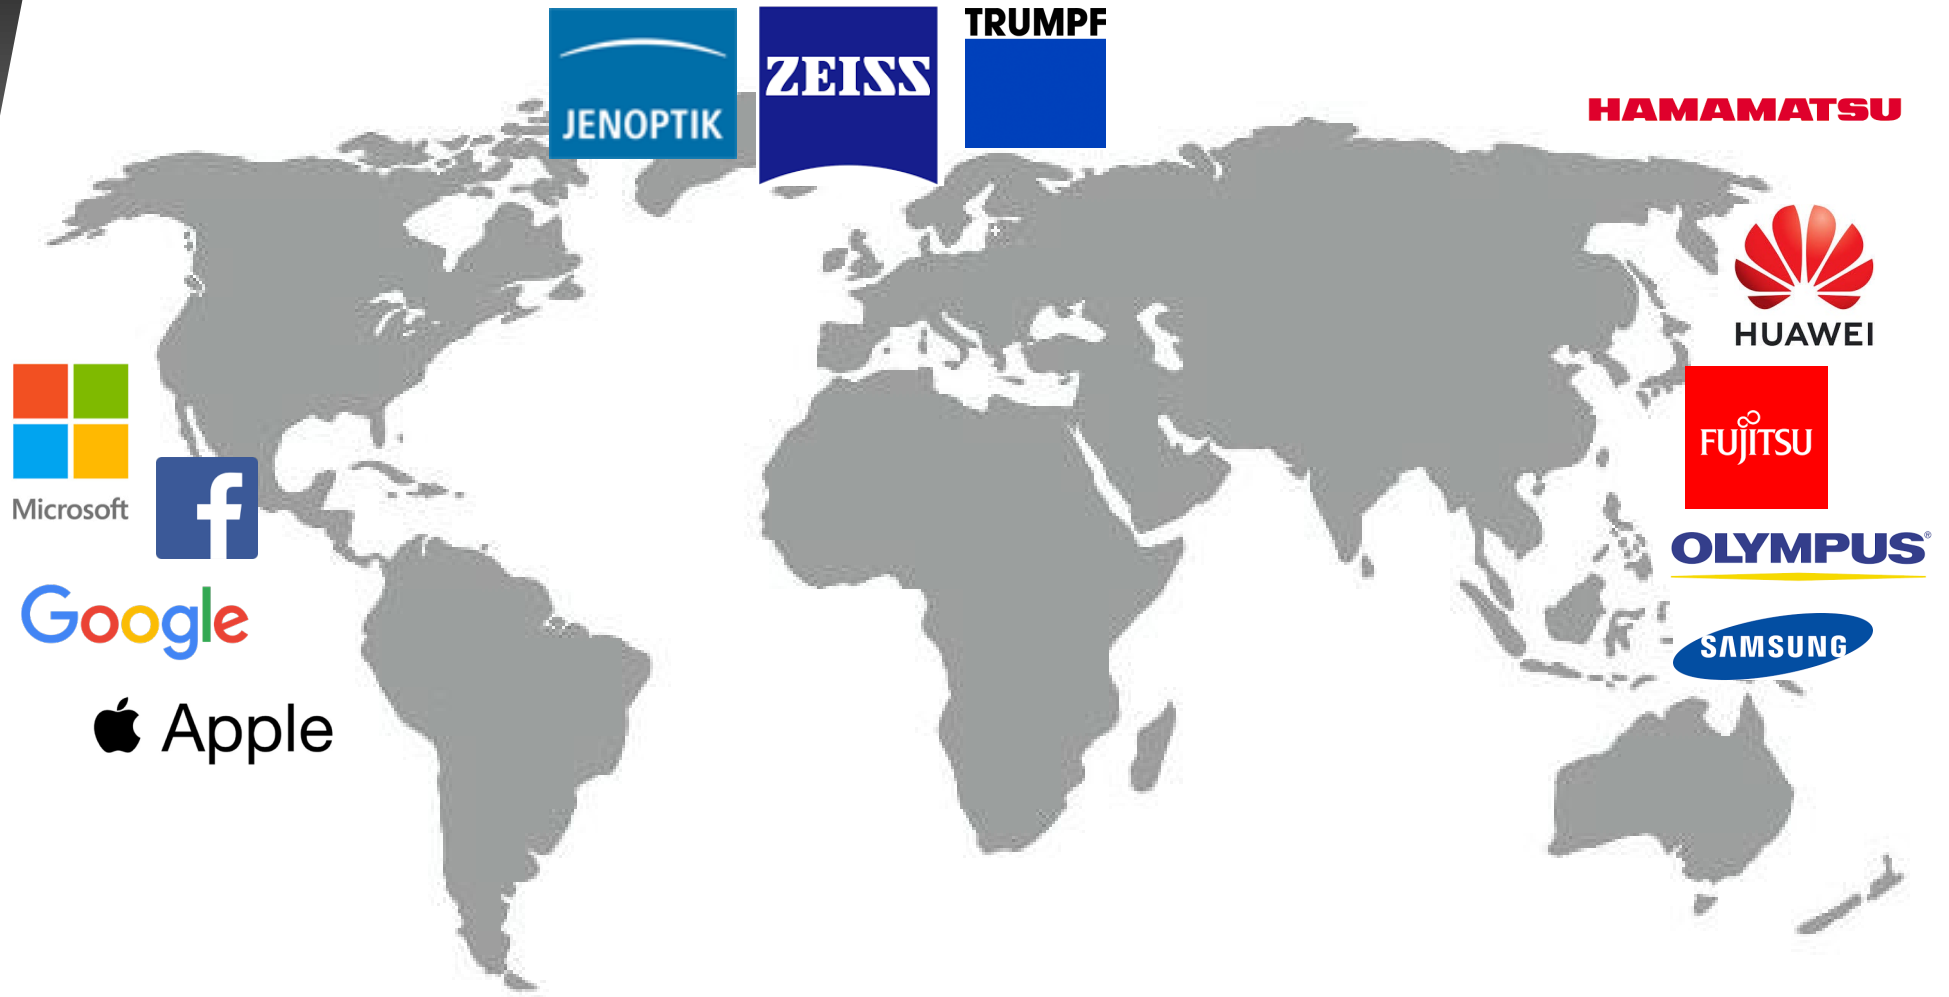 JENOPTIK
ZEISS
TRUMPF
HAMAMATSU
HUAWEI
Microsoft
f
FUJITSU
OLYMPUS®
Google
SAMSUNG
Apple